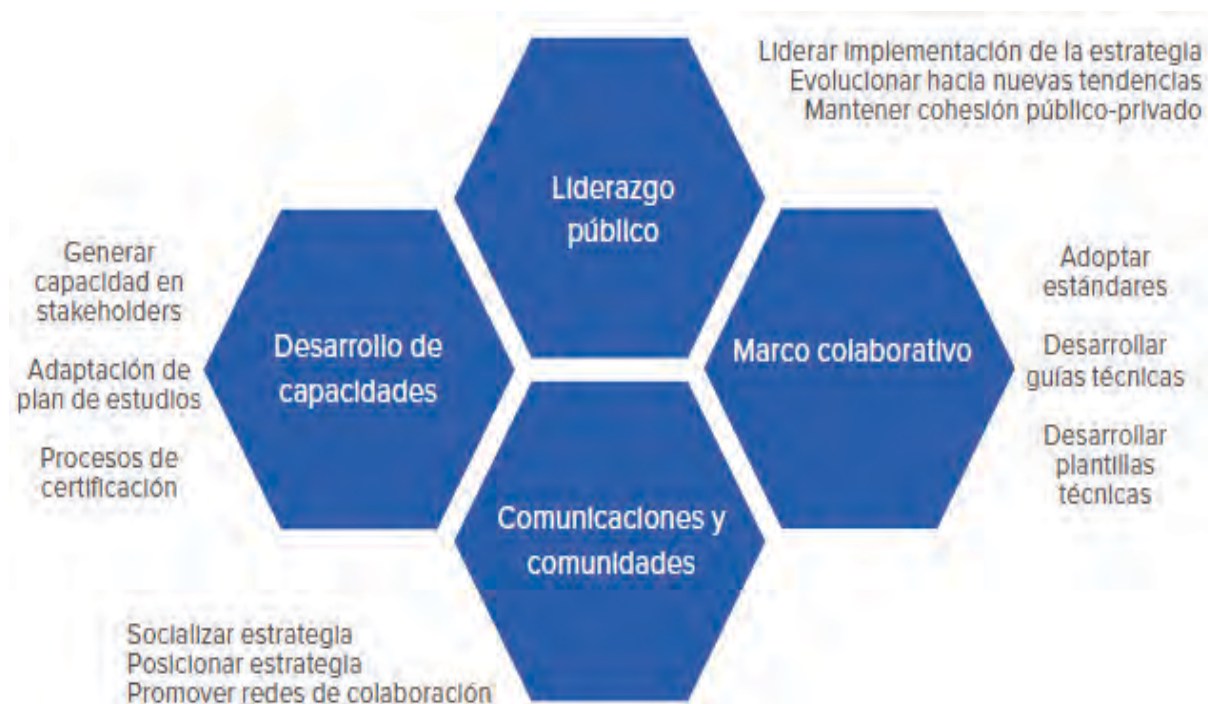 Liderar implementación de la estrategia
Evolucionar hacia nuevas tendencias
Mantener cohesión público-privado
Liderazgo
público
Generar
capacidad en
stakeholders
Adaptación de
plan de estudios
Procesos de
certificación
Desarrollo de
capacidades
Marco colaborativo
Adoptar
estándares
Desarrollar
guías técnicas
Desarrollar
plantillas
técnicas
Comunicaciones y
comunidades
Socializar estrategia
Posicionar estrategia
Promover redes de colaboración